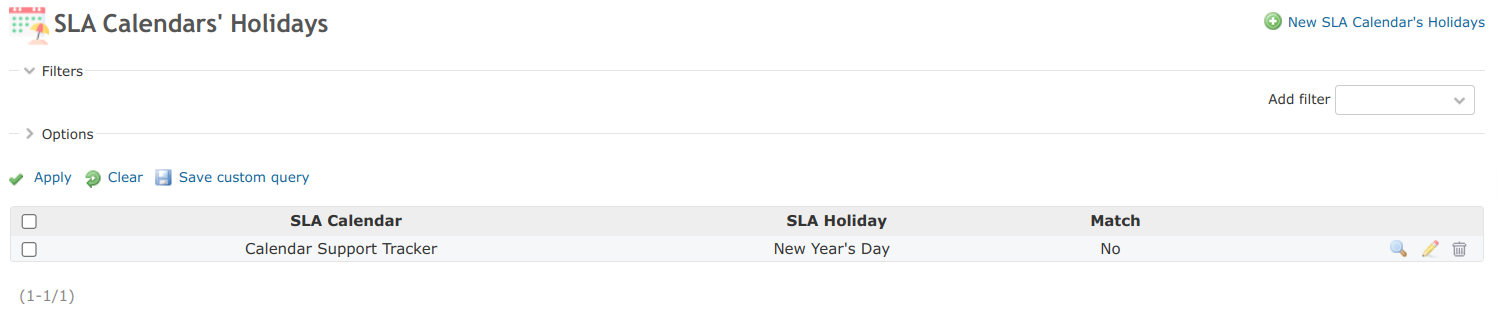 SLA Calendars' Holidays
New SLA Calendar's Holidays
Filters
Add filter
Options
Apply Clear Save custom query
SLA Calendar SLA Holiday Match
Calendar Support Tracker New Year's Day No
(1-1/1)